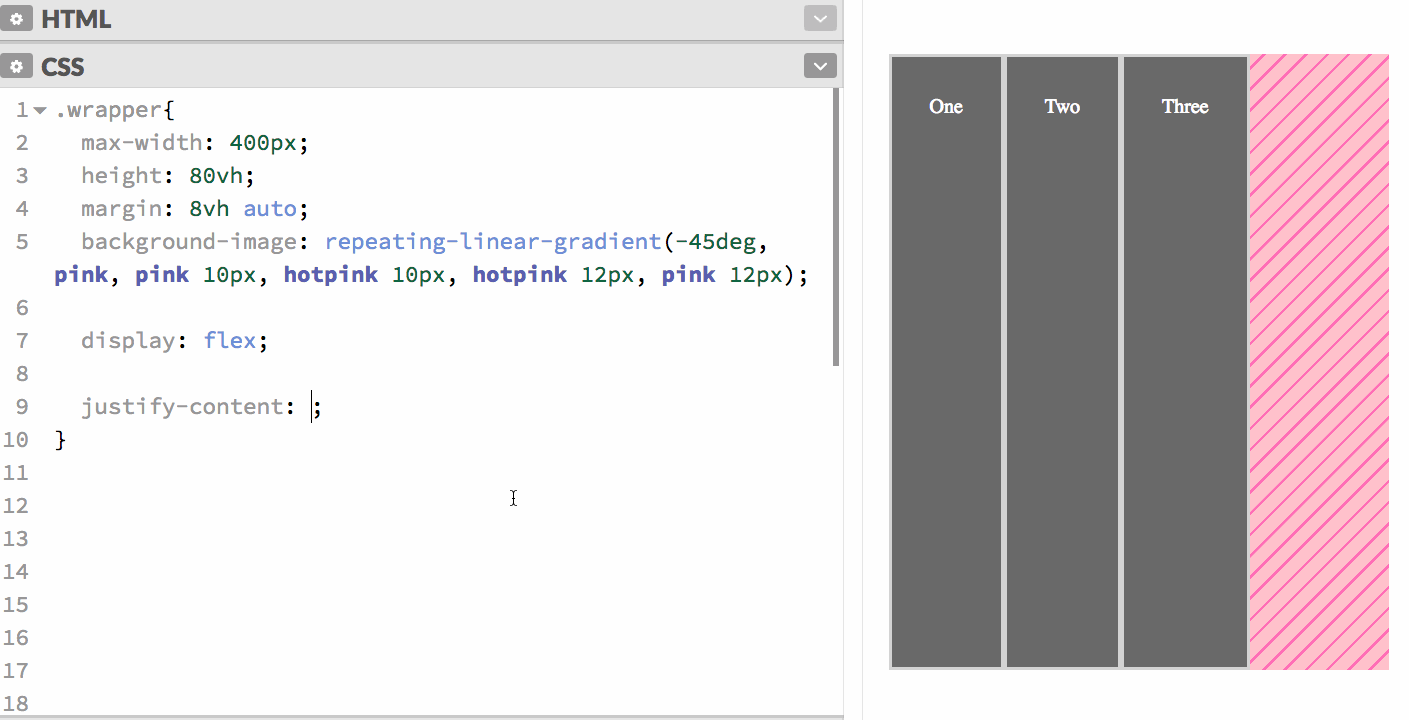 HTML
CSS
1 .wrapper{
2 max-width: 400px;
3 height: 80vh;
4 margin: 8vh auto;
5 background-image: repeating-linear-gradient(-45deg,
pink, pink 10px, hotpink 10px, hotpink 12px, pink 12px);
6
7 display: flex;
8
9 justify-content: ;
10 }
11
12
13
14
15
16
17
18
One Two Three